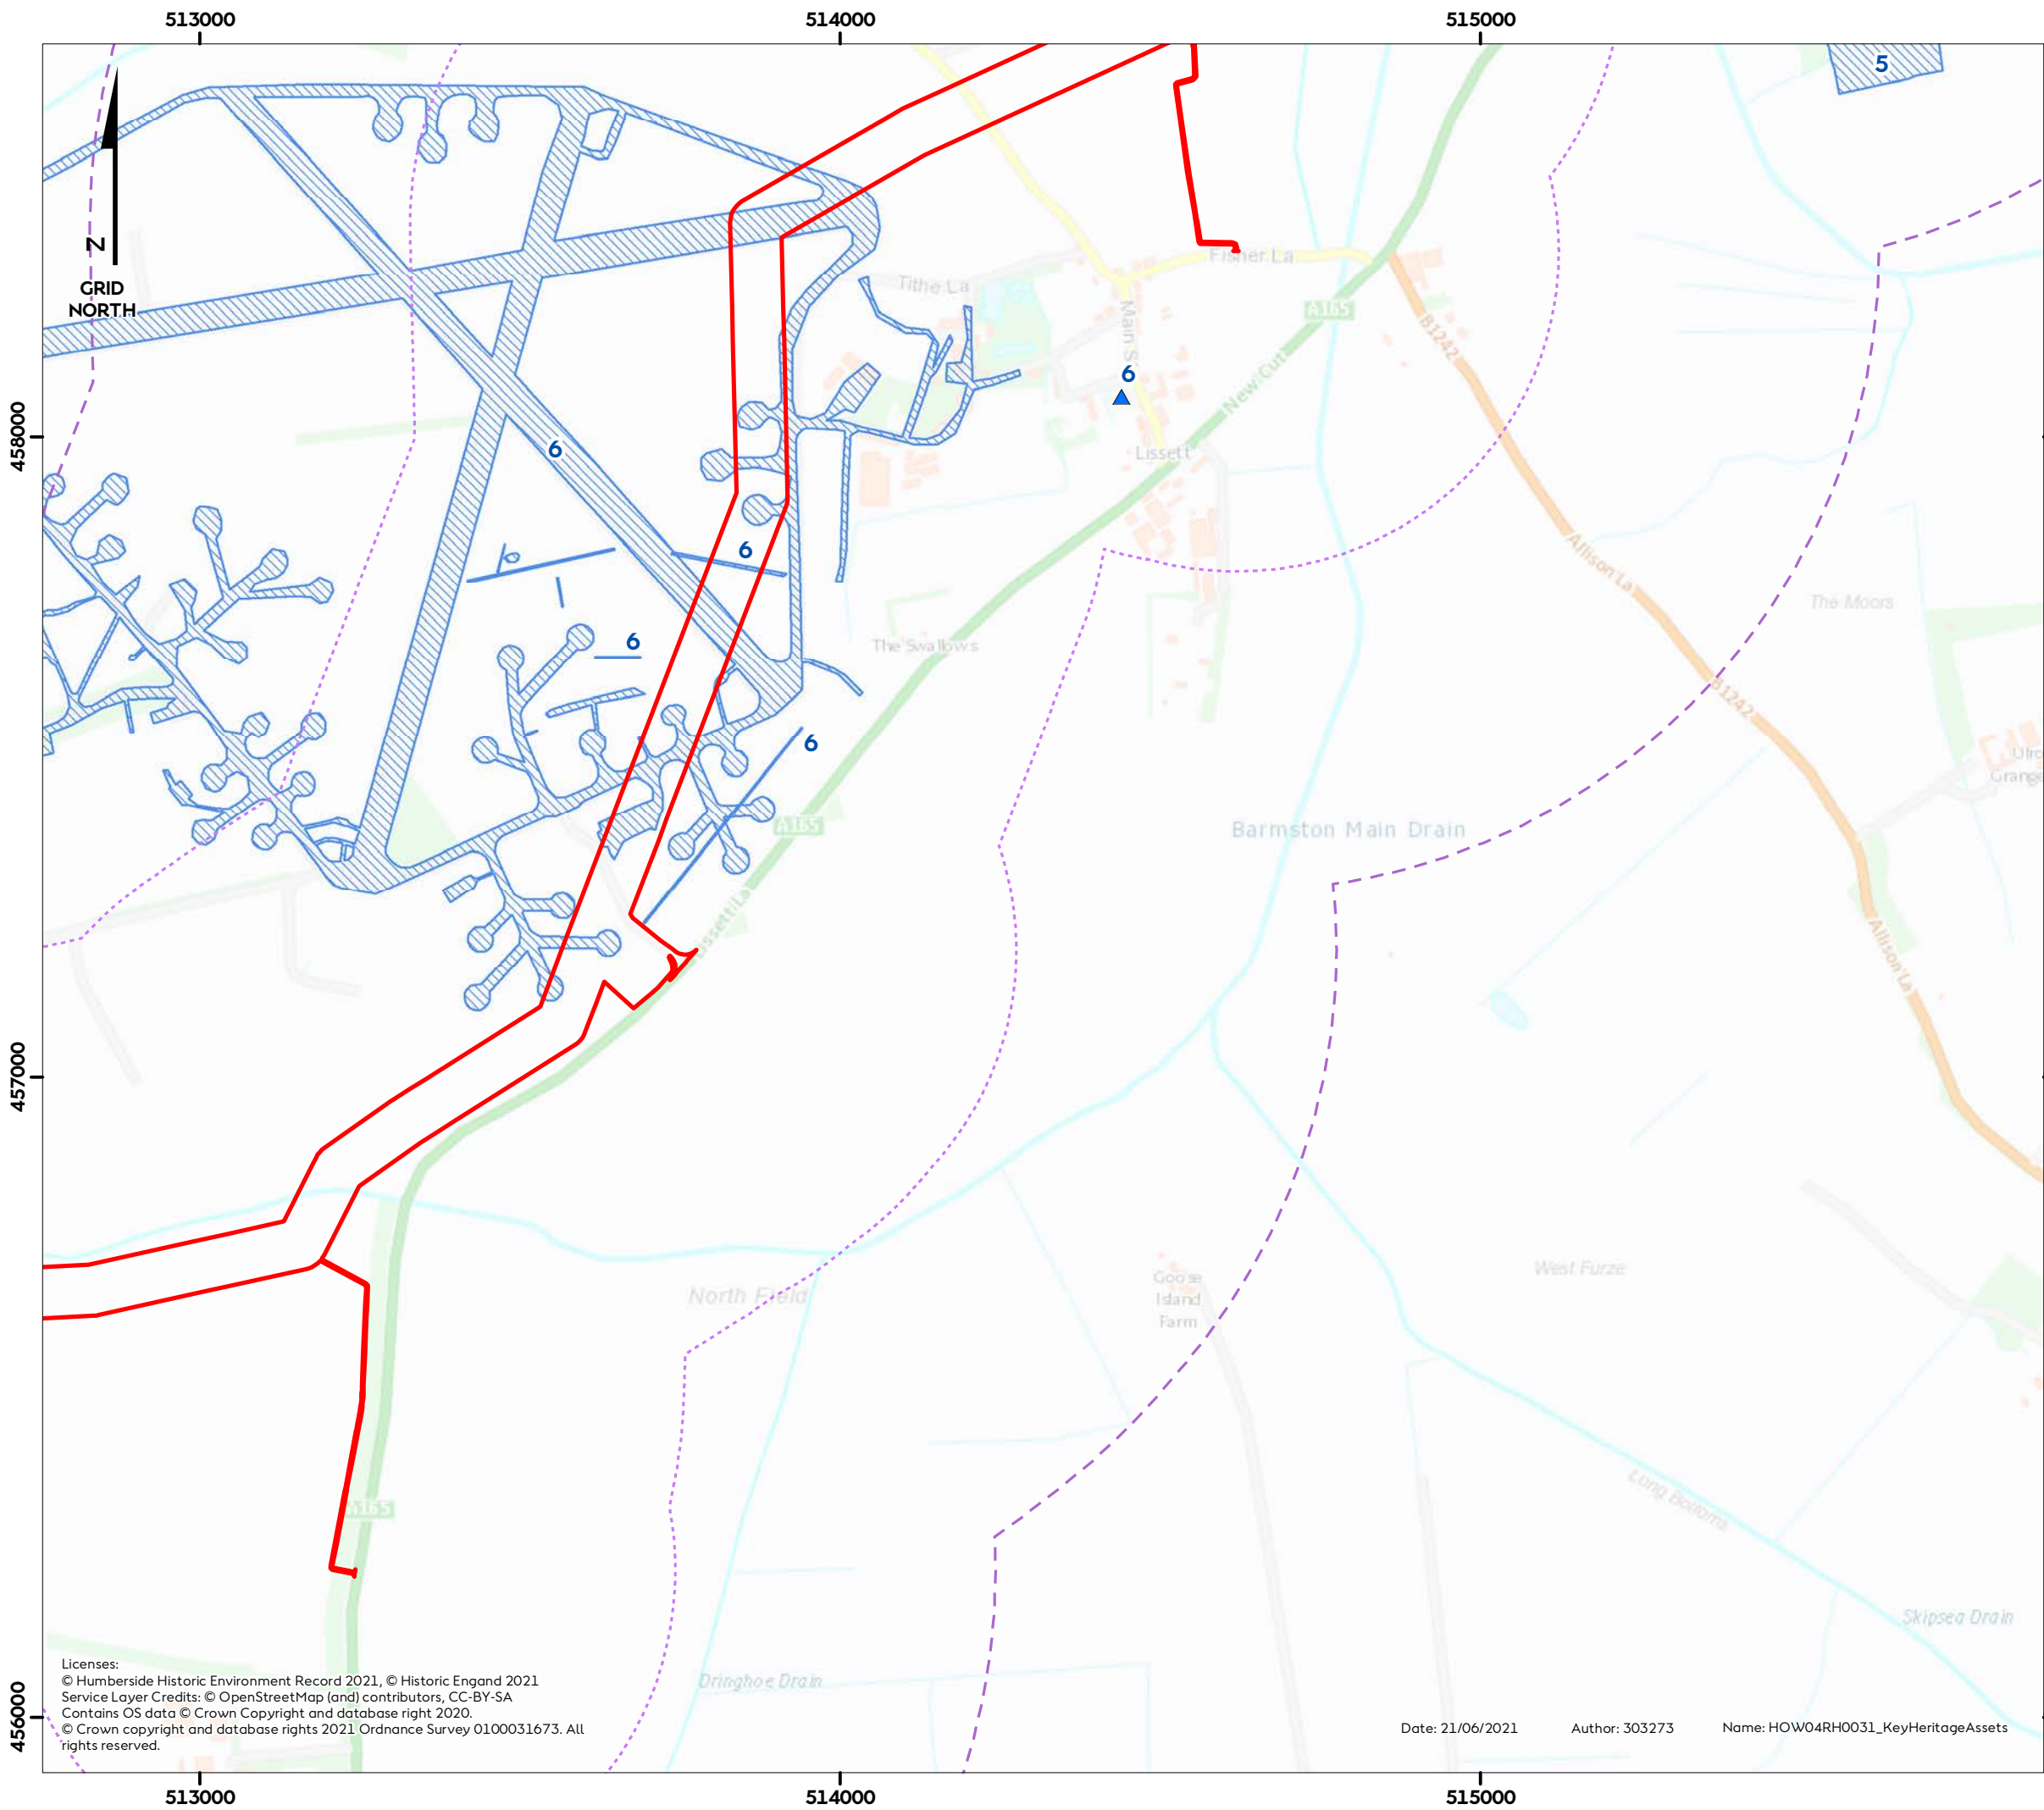 513000
514000
515000
5
N
GRID
NORTH
Tithe La
Fisher La
Main S
A165
B1242
New Cut
6
458000
6
Lissett
6
Allison La
The Moors
6
The Swallows
B1242
6
Ulro
Grange
A165
Barmston Main Drain
Lissett La
Allison La
457000
North Field
Goose
Island
Farm
West Furze
Long Bottoms
A165
Skipsea Drain
Dringhoe Drain
456000
Licenses:
© Humberside Historic Environment Record 2021, © Historic Engand 2021
Service Layer Credits: © OpenStreetMap (and) contributors, CC-BY-SA
Contains OS data © Crown Copyright and database right 2020.
© Crown copyright and database rights 2021 Ordnance Survey 0100031673. All
rights reserved.
Date: 21/06/2021
Author: 303273
Name: HOW04RH0031_KeyHeritageAssets
513000
514000
515000